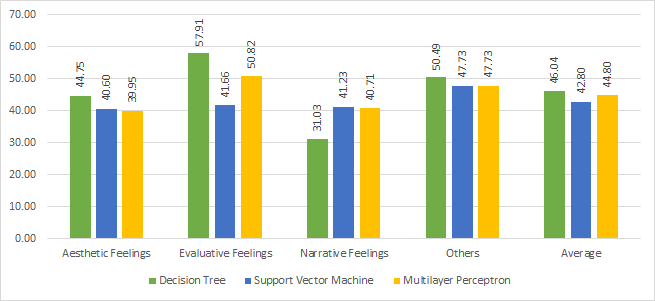 70.00
60.00
50.00
40.00
30.00
20.00
10.00
0.00
44.75 40.60 39.95
57.91 41.66 50.82
31.03 41.23 40.71
50.49 47.73 47.73
46.04 42.80 44.80
Aesthetic Feelings Evaluative Feelings Narrative Feelings Others Average
Decision Tree Support Vector Machine Multilayer Perceptron